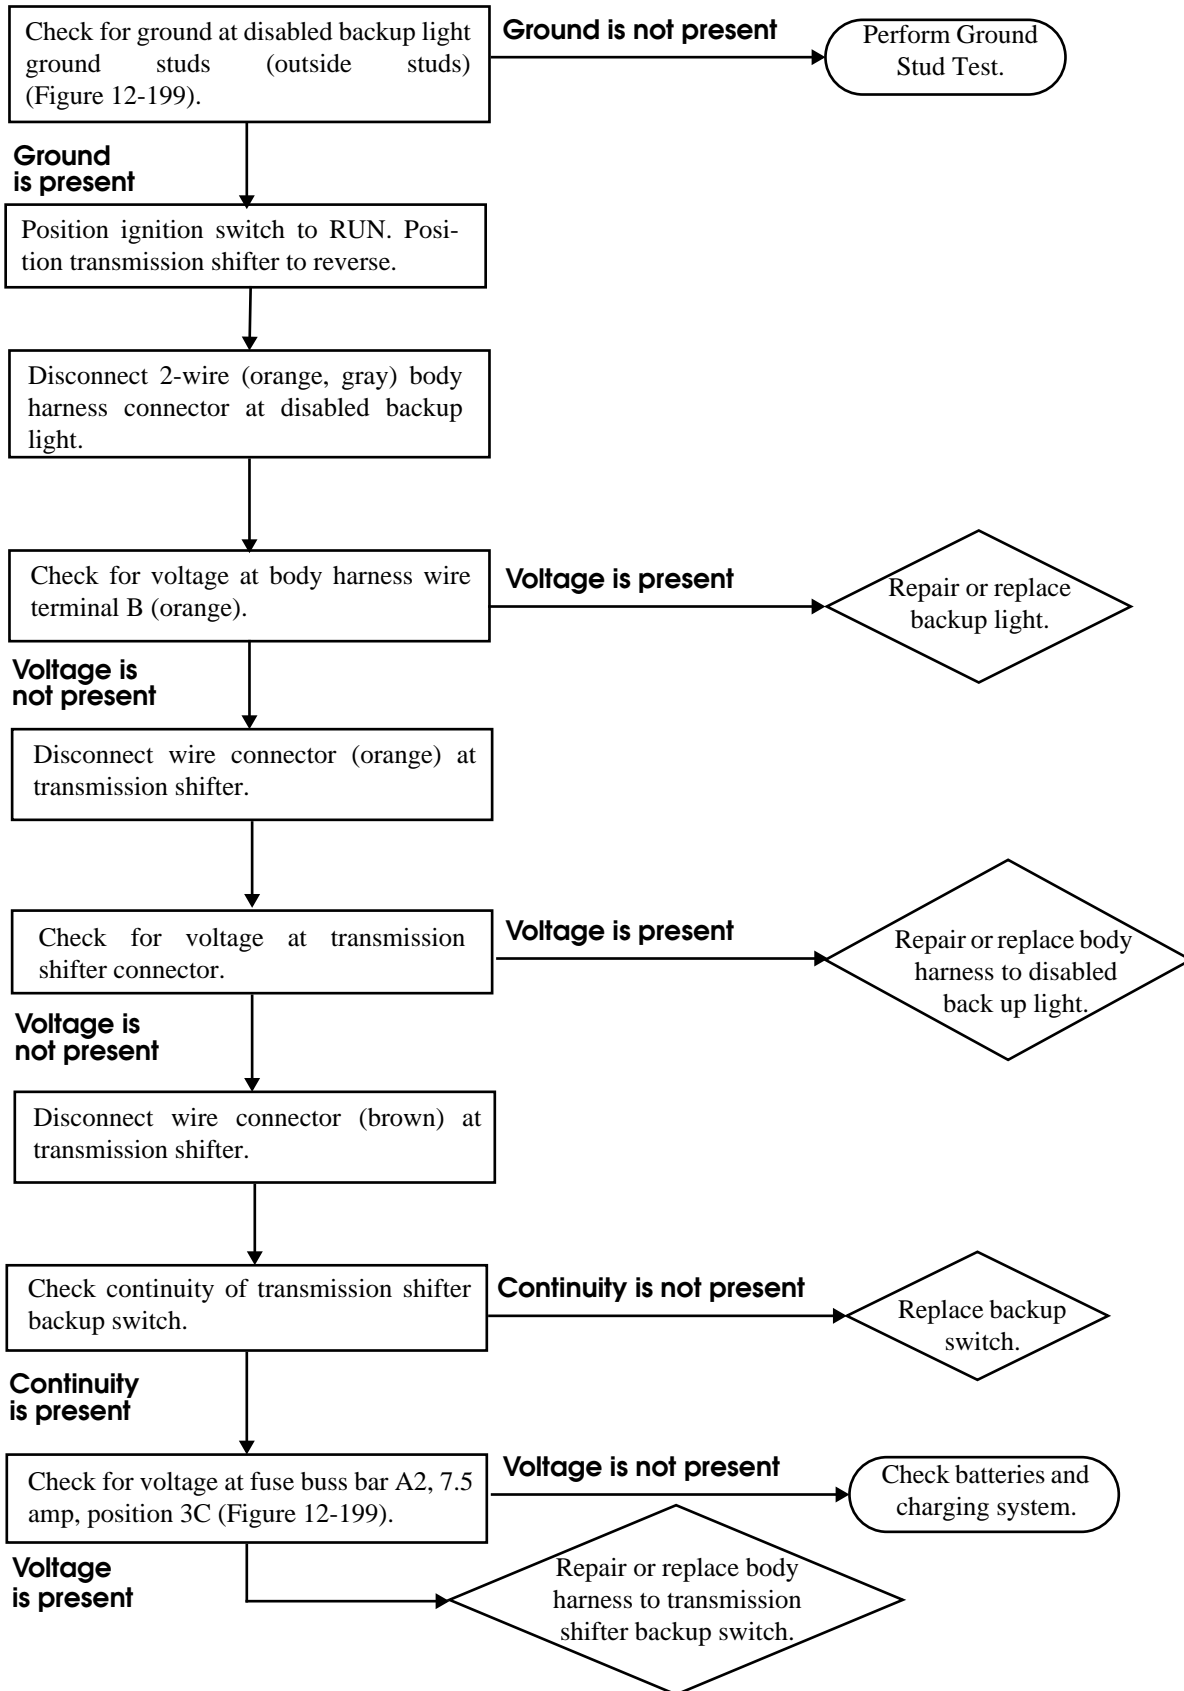 Check for ground at disabled backup light
ground studs (outside studs)
(Figure 12-199).
Ground is not present
Perform Ground
Stud Test.
Ground
is present
Position ignition switch to RUN. Posi-
tion transmission shifter to reverse.
Disconnect 2-wire (orange, gray) body
harness connector at disabled backup
light.
Check for voltage at body harness wire
terminal B (orange).
Voltage is present
Repair or replace
backup light.
Voltage is
not present
Disconnect wire connector (orange) at
transmission shifter.
Check for voltage at transmission
shifter connector.
Voltage is present
Repair or replace body
harness to disabled
back up light.
Voltage is
not present
Disconnect wire connector (brown) at
transmission shifter.
Check continuity of transmission shifter
backup switch.
Continuity is not present
Replace backup
switch.
Continuity
is present
Check for voltage at fuse buss bar A2, 7.5
amp, position 3C (Figure 12-199).
Voltage is not present
Check batteries and
charging system.
Voltage
is present
Repair or replace body
harness to transmission
shifter backup switch.